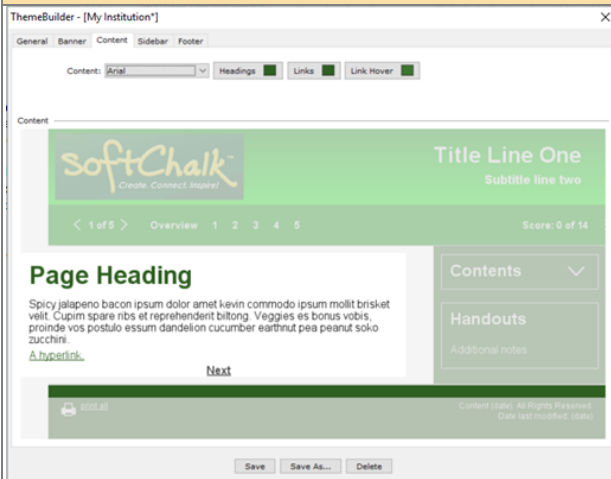 ThemeBuilder - [My Institution*]
General Banner Content Sidebar Footer
Content: Arial Headings Links Link Hover
Content
SoftChalk™
Create. Connect. Inspire!
Title Line One
Subtitle line two
< 1 of 5 > Overview 1 2 3 4 5 Score: 0 of 14
Page Heading
Spicy jalapeno bacon ipsum dolor amet kevin commodo ipsum mollit brisket
velit. Cupim spare ribs et reprehenderit biltong. Veggies es bonus vobis,
proinde vos postulo essum dandelion cucumber earthnut pea peanut soko
zucchini.
A hyperlink.
Next
Contents
Handouts
Additional notes
print all
Content (date). All Rights Reserved.
Date last modified: (date)
Save Save As... Delete